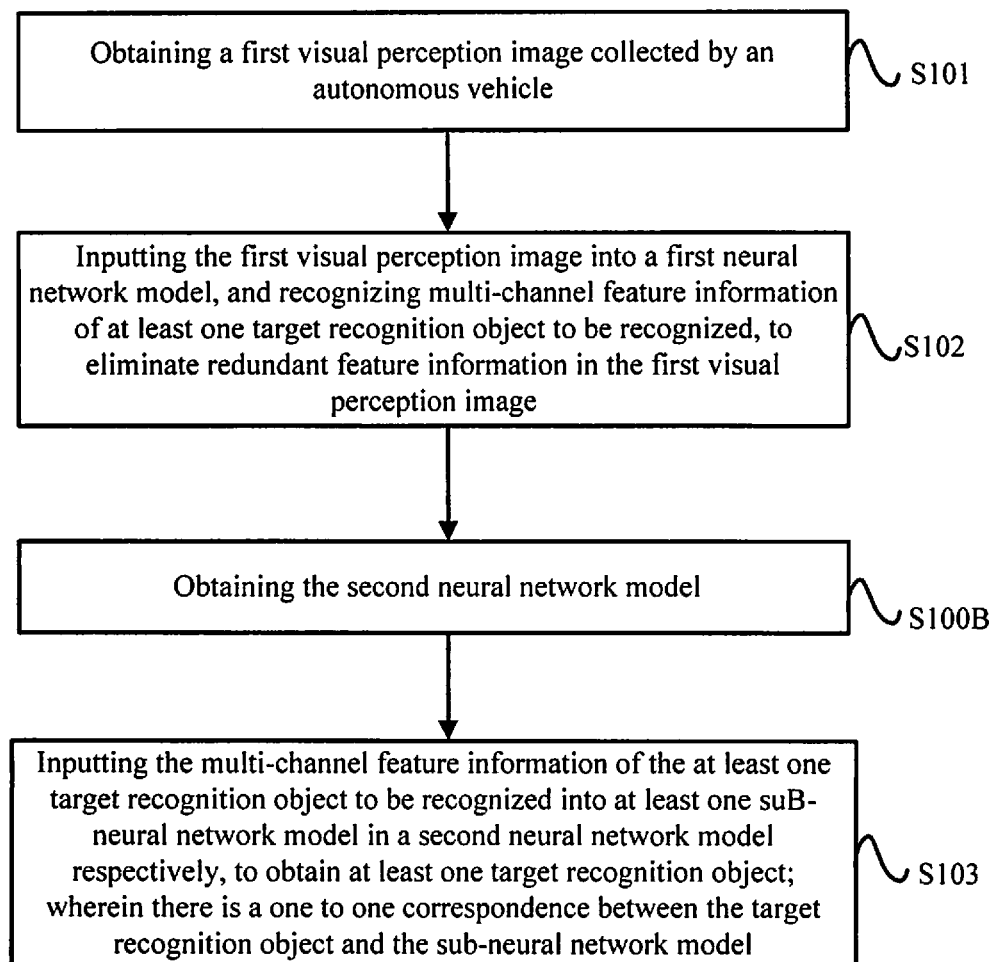 Obtaining a first visual perception image collected by an
autonomous vehicle
S101
Inputting the first visual perception image into a first neural
network model, and recognizing multi-channel feature information
of at least one target recognition object to be recognized, to
eliminate redundant feature information in the first visual
perception image
S102
Obtaining the second neural network model
S100B
Inputting the multi-channel feature information of the at least one
target recognition object to be recognized into at least one suB-
neural network model in a second neural network model
respectively, to obtain at least one target recognition object;
wherein there is a one to one correspondence between the target
recognition object and the sub-neural network model
S103